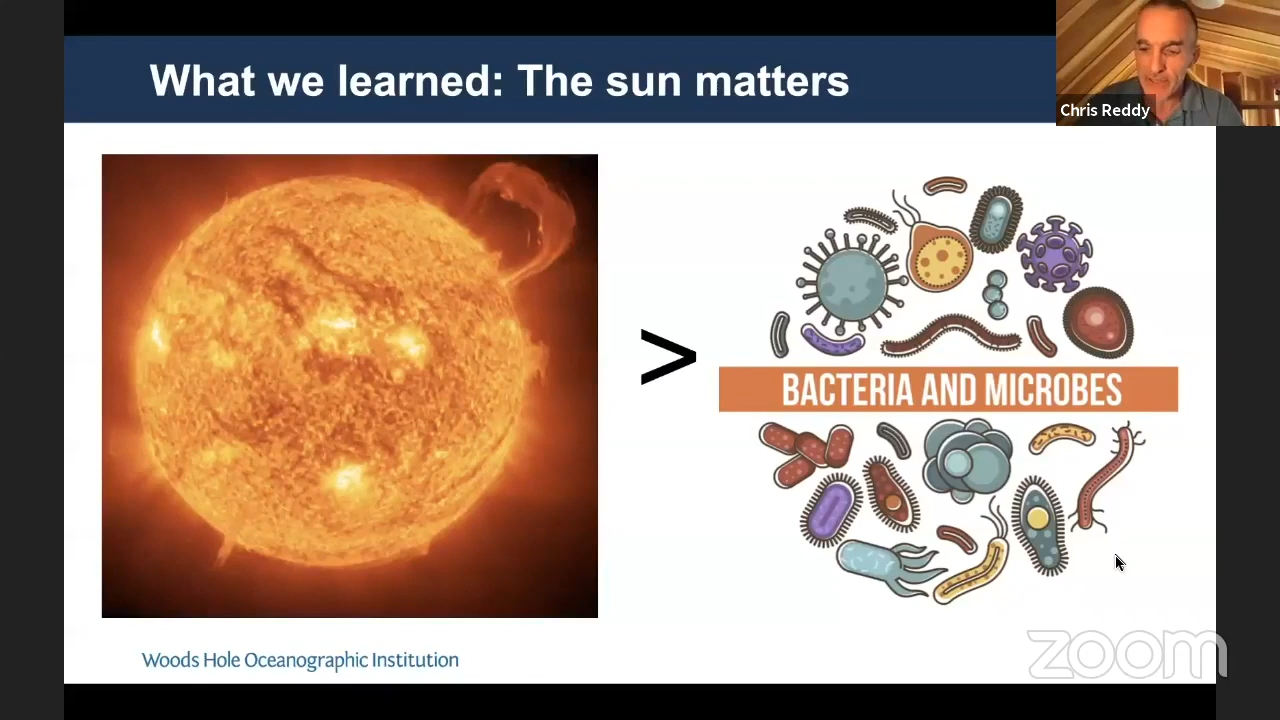 What we learned: The sun matters
Chris Reddy
>
BACTERIA AND MICROBES
Woods Hole Oceanographic Institution
zoom